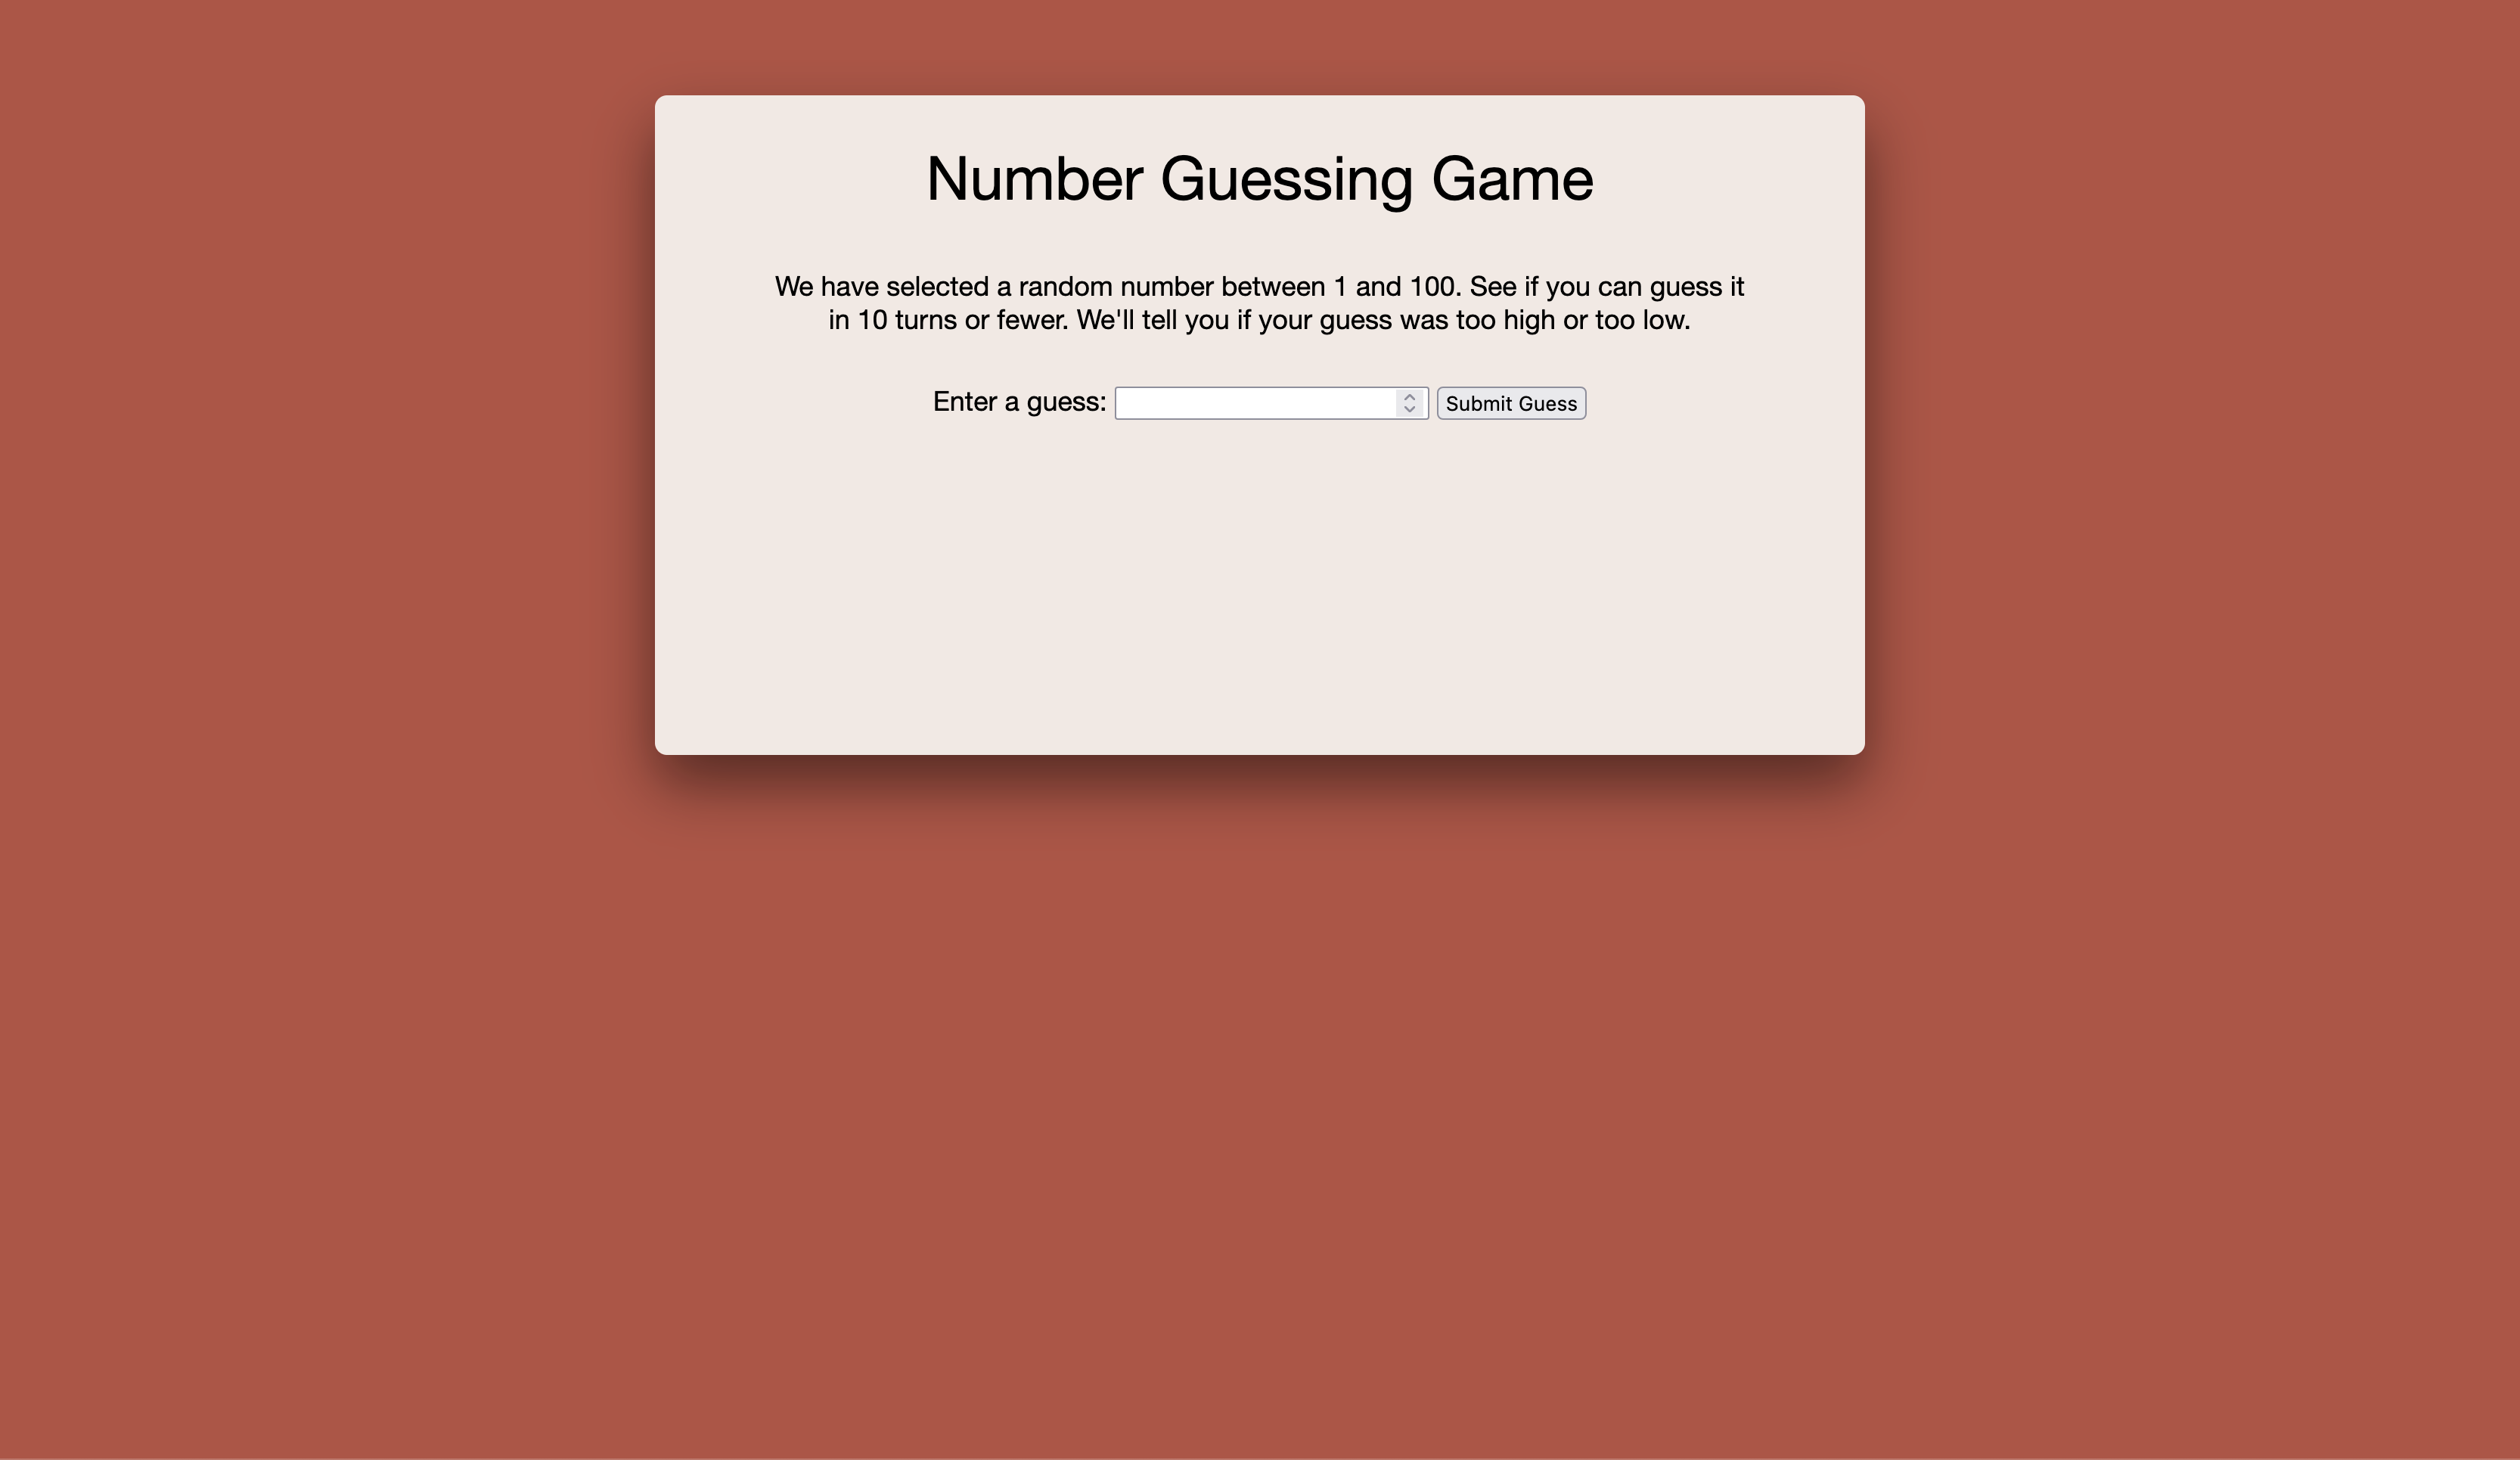 Number Guessing Game
We have selected a random number between 1 and 100. See if you can guess it
in 10 turns or fewer. We'll tell you if your guess was too high or too low.
Enter a guess: Submit Guess